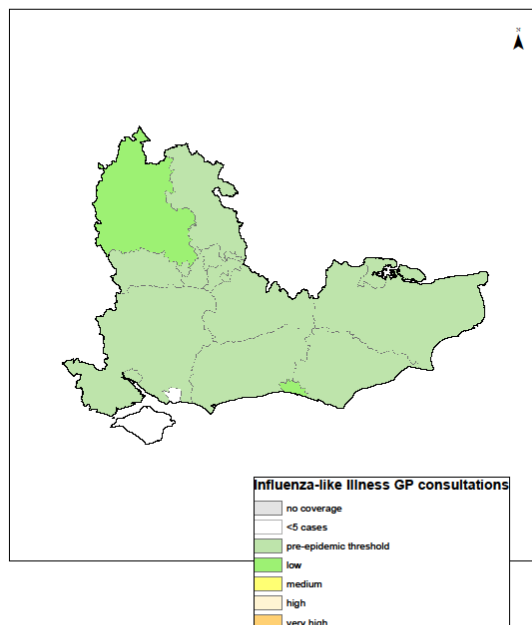 N
Influenza-like Illness GP consultations
no coverage
<5 cases
pre-epidemic threshold
low
medium
high
very high